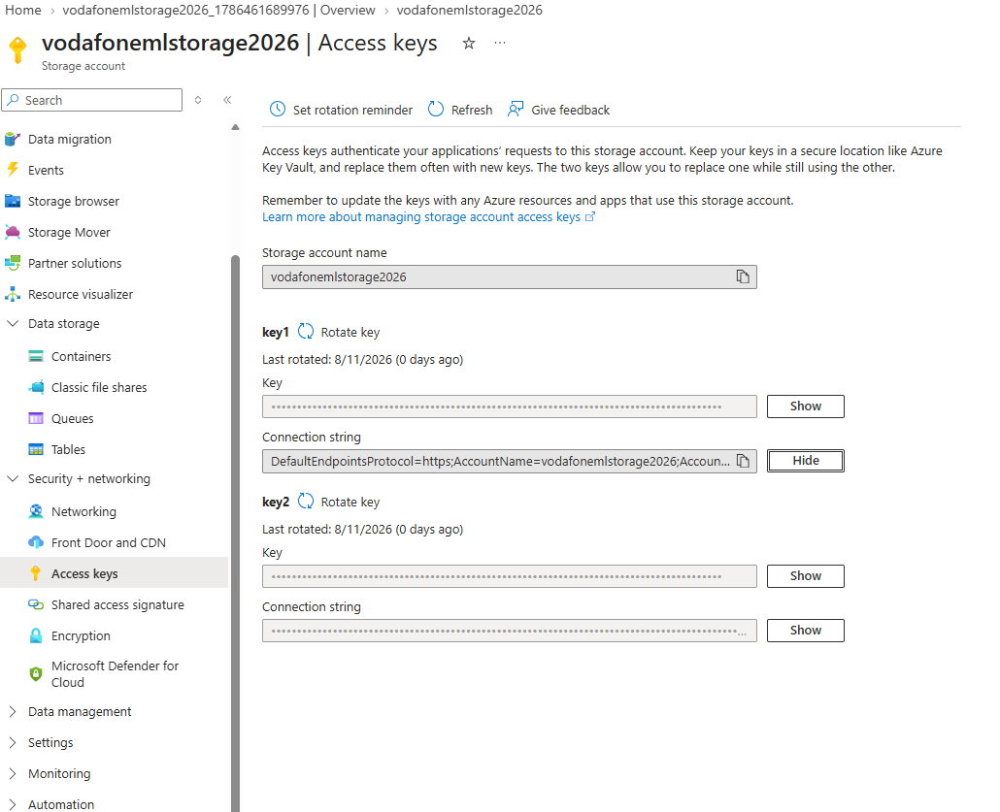 Home > vodafonemlstorage2026_1786461689976 | Overview > vodafonemlstorage2026
vodafonemlstorage2026 | Access keys
Storage account
Search
Data migration
Events
Storage browser
Storage Mover
Partner solutions
Resource visualizer
Data storage
Containers
Classic file shares
Queues
Tables
Security + networking
Networking
Front Door and CDN
Access keys
Shared access signature
Encryption
Microsoft Defender for
Cloud
Data management
Settings
Monitoring
Automation
Set rotation reminder Refresh Give feedback
Access keys authenticate your applications' requests to this storage account. Keep your keys in a secure location like Azure
Key Vault, and replace them often with new keys. The two keys allow you to replace one while still using the other.
Remember to update the keys with any Azure resources and apps that use this storage account.
Learn more about managing storage account access keys
Storage account name
vodafonemlstorage2026
key1 Rotate key
Last rotated: 8/11/2026 (0 days ago)
Key
Show
Connection string
DefaultEndpointsProtocol=https;AccountName=vodafonemlstorage2026;Accoun... Hide
key2 Rotate key
Last rotated: 8/11/2026 (0 days ago)
Key
Show
Connection string
Show